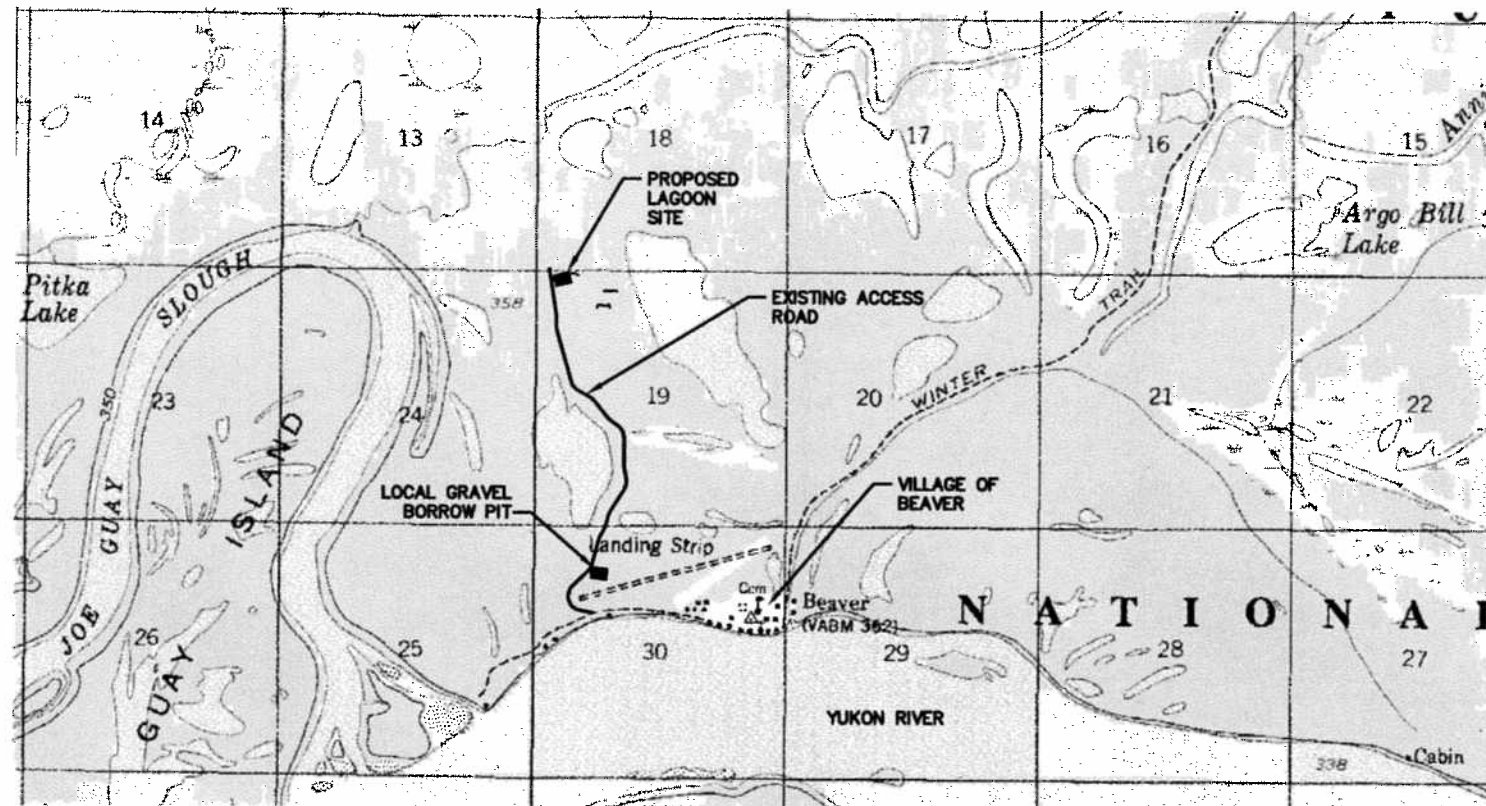 14
13
18
17
16
15
Anni
PROPOSED
LAGOON
SITE
Argo Bill
Lake
Pitka
Lake
SLOUGH
358
TRAIL
EXISTING ACCESS
ROAD
23
350
24
19
20
WINTER
21
22
GUAY
ISLAND
LOCAL GRAVEL
BORROW PIT
VILLAGE OF
BEAVER
Landing Strip
Cem
Beaver
(VABM 362)
NATIONAL
JOE
26
GUAY
25
30
29
28
27
YUKON RIVER
338
Cabin